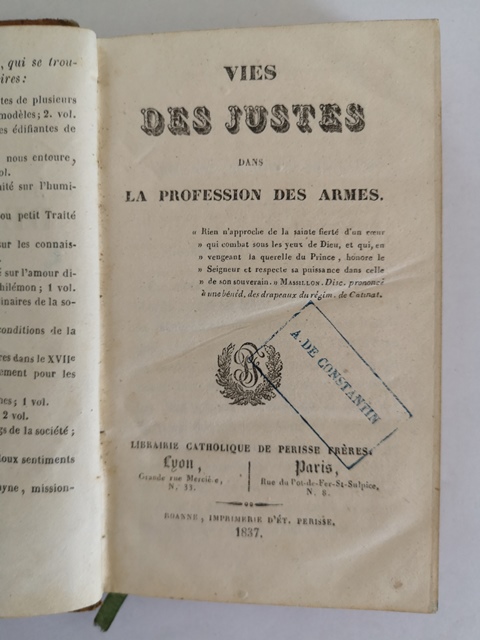 , qui se trou-
ires:
tes de plusieurs
modèles; 2. vol.
es édifiantes de
nous entoure,
ol.
ité sur l'humi-
ou petit Traité
sur les connais-
é sur l'amour di-
hilémon; 1 vol.
inaires de la so-
conditions de la
res dans le XVIIe
ement pour les
nes; 1 vol.
2 vol.
gs de la société;
doux sentiments
yne, mission-
VIES
DES JUSTES
DANS
LA PROFESSION DES ARMES.
« Rien n'approche de la sainte fierté d'un cœur
» qui combat sous les yeux de Dieu, et qui, en
» vengeant la querelle du Prince, honore le
» Seigneur et respecte sa puissance dans celle
» de son souverain. » MASSILLON. Disc. prononcé
à une bénéd. des drapeaux du régim. de Catinat.
A. DE CONSTANTIN
LIBRAIRIE CATHOLIQUE DE PERISSE FRÈRES.
Lyon,
Grande rue Mercière,
N. 33.
Paris,
Rue du Pot-de-Fer-St-Sulpice,
N. 8.
ROANNE, IMPRIMERIE D'ÉT. PERISSE.
1837.